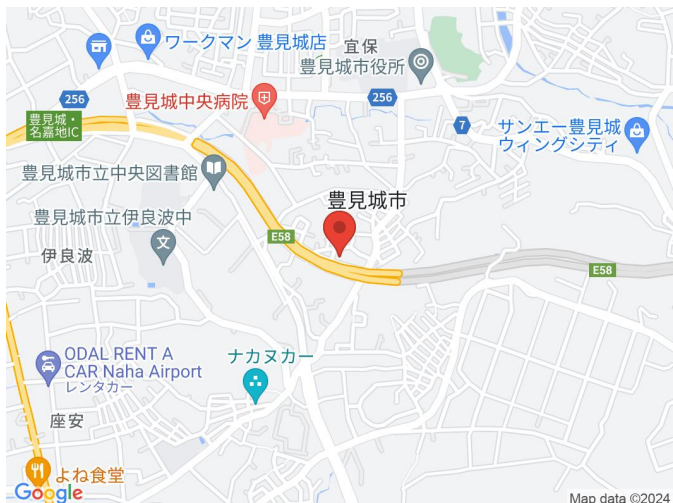 ワークマン 豊見城店
宜保
豊見城市役所
256
豊見城中央病院
256
豊見城・
名嘉地IC
7
サンエー豊見城
ウィングシティ
豊見城市立中央図書館
豊見城市
豊見城市立伊良波中
E58
伊良波
E58
ODAL RENT A
CAR Naha Airport
レンタカー
ナカヌカー
座安
よね食堂
Google
Map data ©2024
文